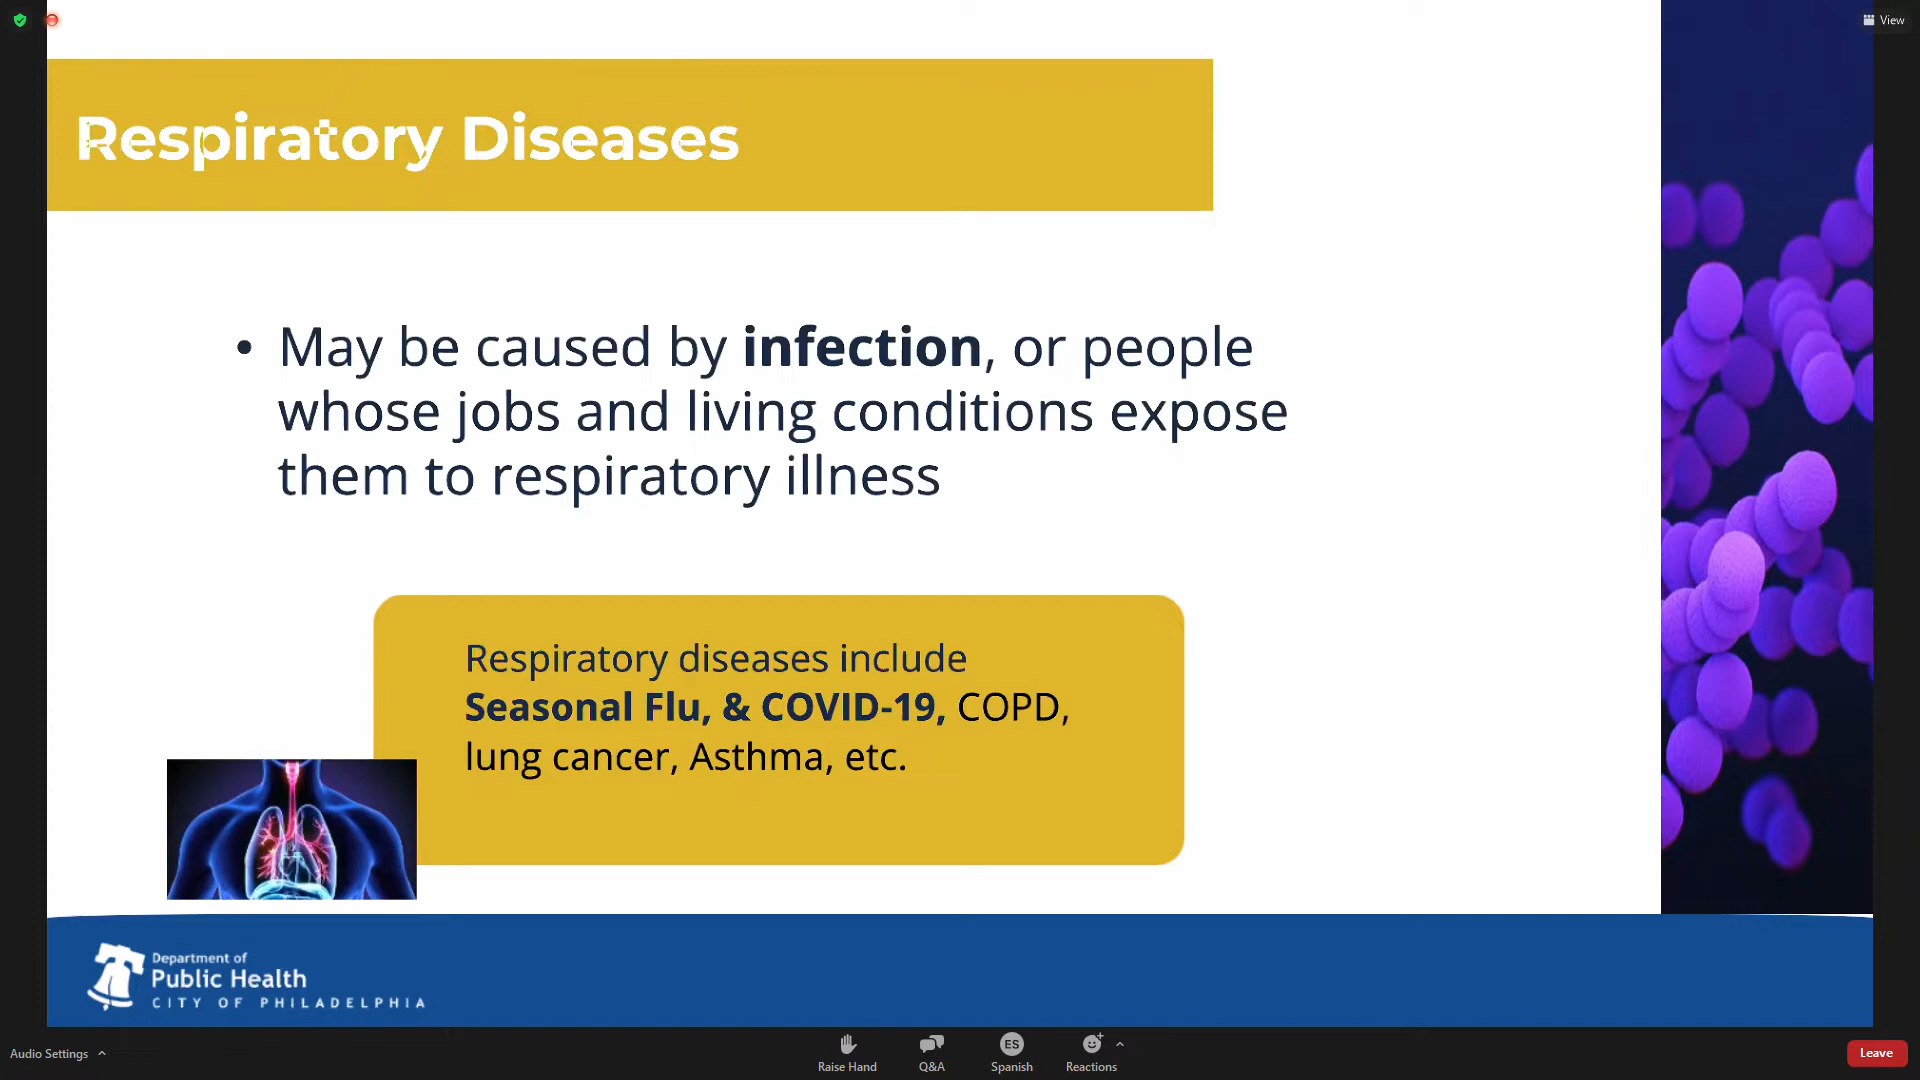 View
Respiratory Diseases
• May be caused by infection, or people
whose jobs and living conditions expose
them to respiratory illness
Respiratory diseases include
Seasonal Flu, & COVID-19, COPD,
lung cancer, Asthma, etc.
Department of
Public Health
CITY OF PHILADELPHIA
Audio Settings
Raise Hand
Q&A
ES
Spanish
Reactions
Leave